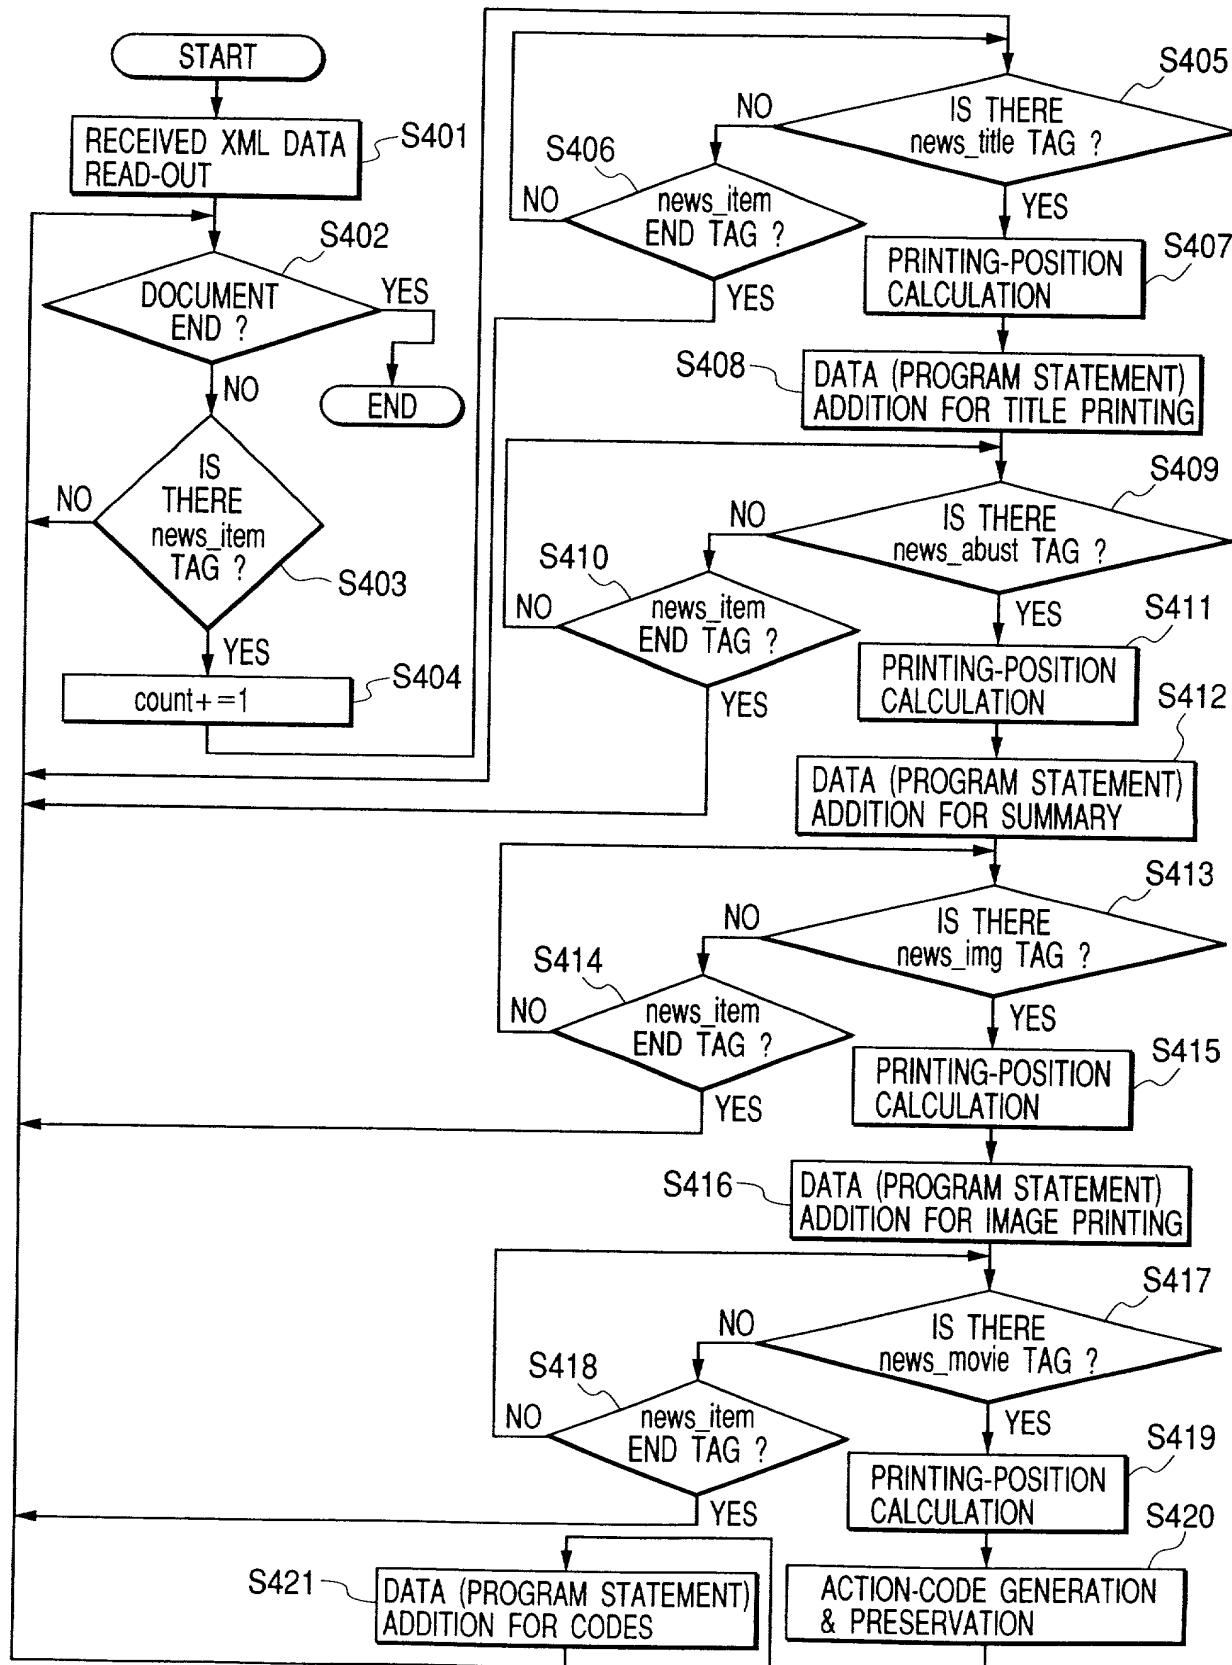 START
RECEIVED XML DATA
READ-OUT
S401
S402
DOCUMENT
END ?
YES
NO
END
IS
THERE
news_item
TAG ?
NO
S403
YES
count+=1
S404
S405
IS THERE
news_title TAG ?
NO
YES
S406
news_item
END TAG ?
NO
YES
PRINTING-POSITION
CALCULATION
S407
S408
DATA (PROGRAM STATEMENT)
ADDITION FOR TITLE PRINTING
S409
IS THERE
news_abust TAG ?
NO
YES
S410
news_item
END TAG ?
NO
YES
S411
PRINTING-POSITION
CALCULATION
S412
DATA (PROGRAM STATEMENT)
ADDITION FOR SUMMARY
S413
IS THERE
news_img TAG ?
NO
YES
S414
news_item
END TAG ?
NO
YES
S415
PRINTING-POSITION
CALCULATION
S416
DATA (PROGRAM STATEMENT)
ADDITION FOR IMAGE PRINTING
S417
IS THERE
news_movie TAG ?
NO
YES
S418
news_item
END TAG ?
NO
YES
S419
PRINTING-POSITION
CALCULATION
S420
ACTION-CODE GENERATION
& PRESERVATION
S421
DATA (PROGRAM STATEMENT)
ADDITION FOR CODES